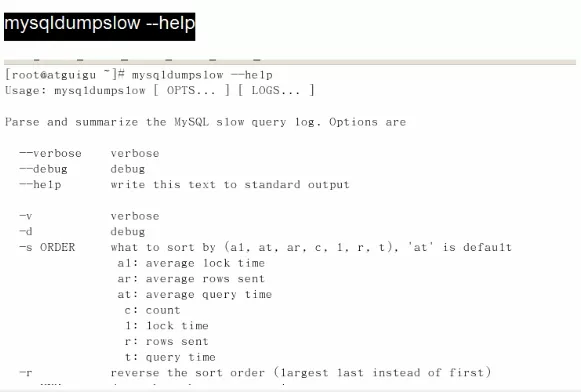 mysqldumpslow --help
[root@atguigu ~]# mysqldumpslow --help
Usage: mysqldumpslow [ OPTS... ] [ LOGS... ]
Parse and summarize the MySQL slow query log. Options are
--verbose    verbose
--debug      debug
--help       write this text to standard output
-v           verbose
-d           debug
-s ORDER     what to sort by (al, at, ar, c, l, r, t), 'at' is default
al: average lock time
ar: average rows sent
at: average query time
c: count
l: lock time
r: rows sent
t: query time
-r           reverse the sort order (largest last instead of first)